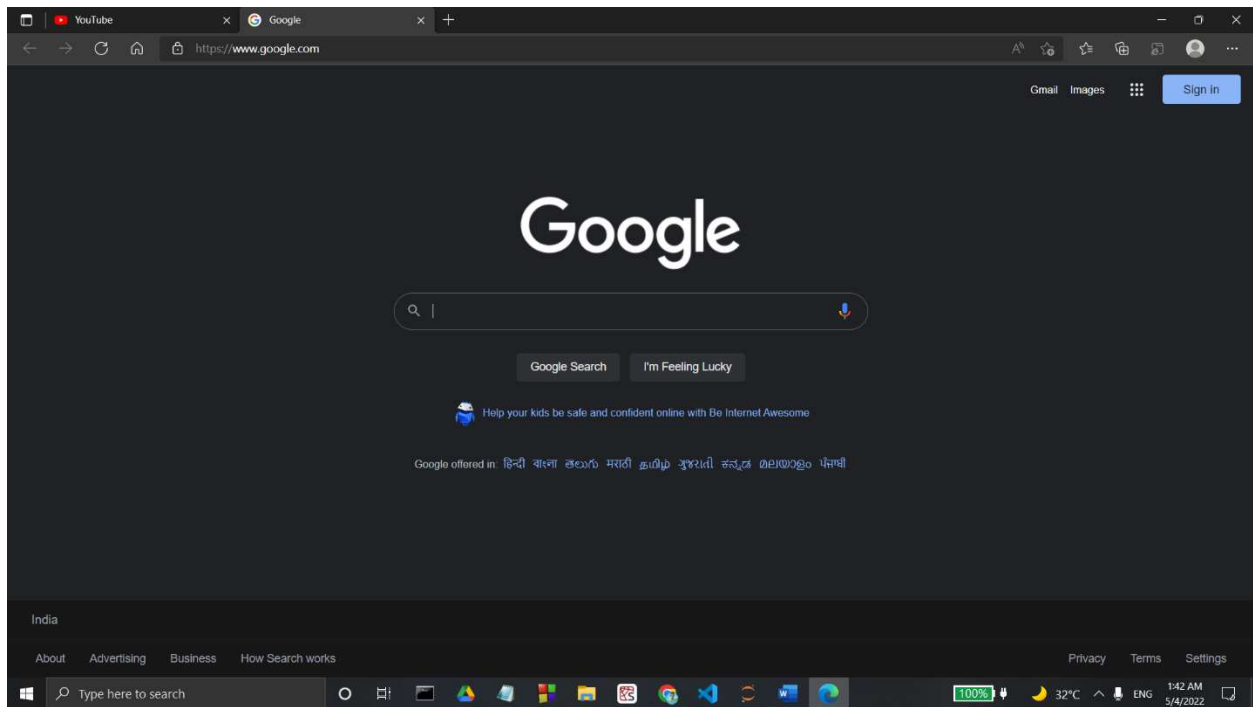 YouTube Google
https://www.google.com
Gmail Images Sign in
Google
Google Search I'm Feeling Lucky
Help your kids be safe and confident online with Be Internet Awesome
Google offered in: हिन्दी বাংলা తెలుగు मराठी தமிழ் ગુજરાતી ಕನ್ನಡ മലയാളം ਪੰਜਾਬੀ
India
About Advertising Business How Search works Privacy Terms Settings
Type here to search 100% 32°C ENG 1:42 AM
5/4/2022